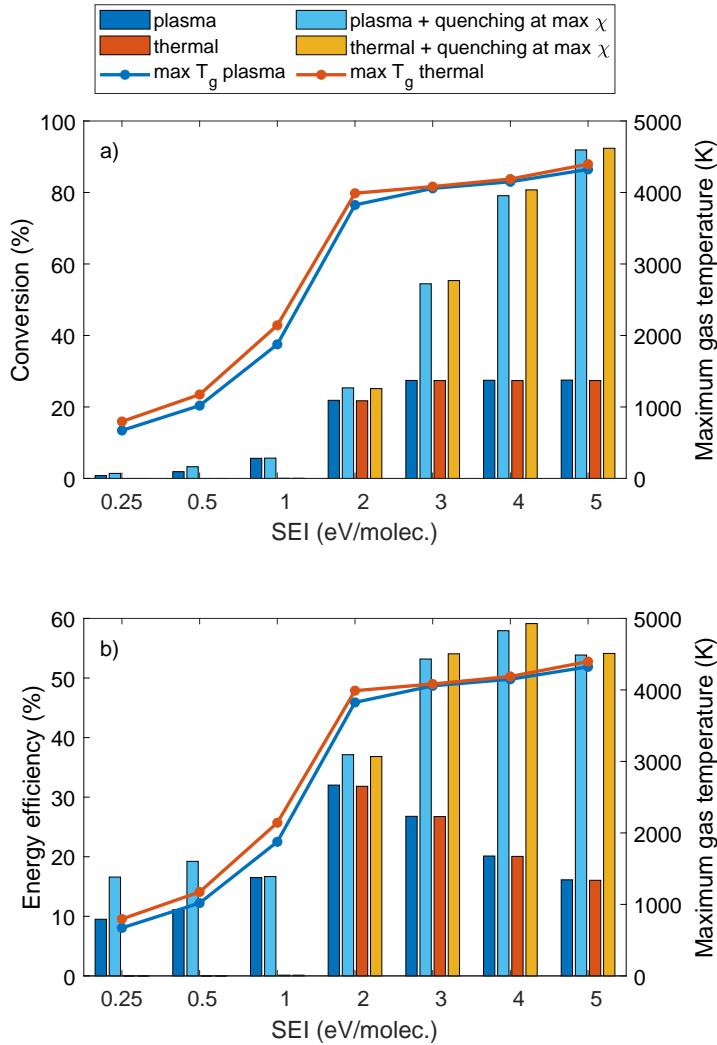 plasma
plasma + quenching at max χ
thermal
thermal + quenching at max χ
max Tg plasma
max Tg thermal
a)
Conversion (%)
100
80
60
40
20
0
5000
4000
3000
2000
1000
0
Maximum gas temperature (K)
0.25 0.5 1 2 3 4 5
SEI (eV/molec.)
b)
Energy efficiency (%)
60
50
40
30
20
10
0
5000
4000
3000
2000
1000
0
Maximum gas temperature (K)
0.25 0.5 1 2 3 4 5
SEI (eV/molec.)